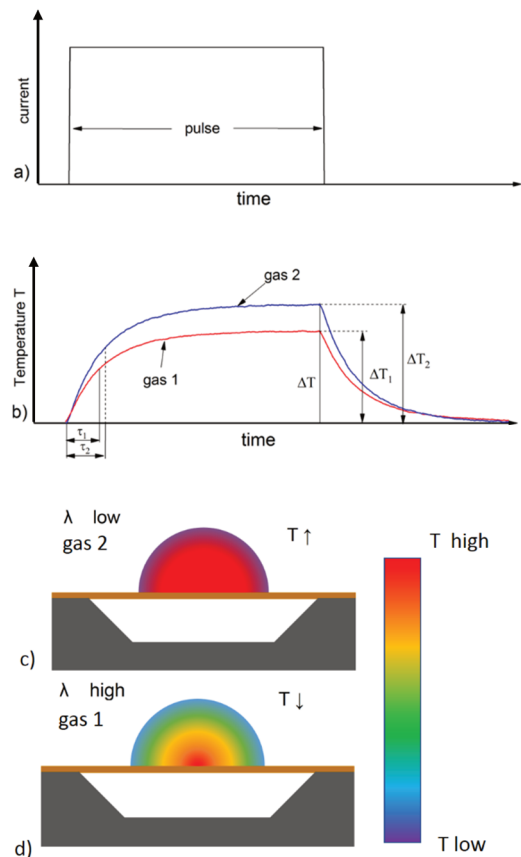 current
pulse
a)
time
Temperature T
gas 2
gas 1
ΔT
ΔT₁
ΔT₂
b)
time
τ₁
τ₂
λ low
gas 2
T ↑
T high
c)
λ high
gas 1
T ↓
d)
T low